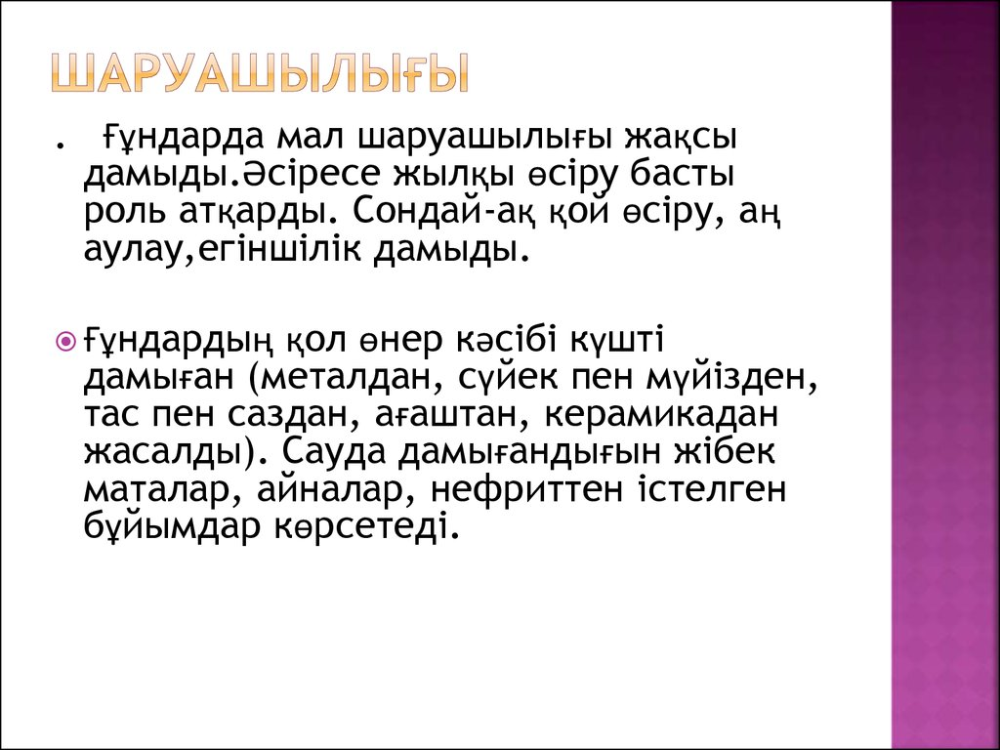 ШАРУАШЫЛЫҒЫ
. Ғұндарда мал шаруашылығы жақсы
дамыды.Әсіресе жылқы өсіру басты
роль атқарды. Сондай-ақ қой өсіру, аң
аулау,егіншілік дамыды.
Ғұндардың қол өнер кәсібі күшті
дамыған (металдан, сүйек пен мүйізден,
тас пен саздан, ағаштан, керамикадан
жасалды). Сауда дамығандығын жібек
маталар, айналар, нефриттен істелген
бұйымдар көрсетеді.